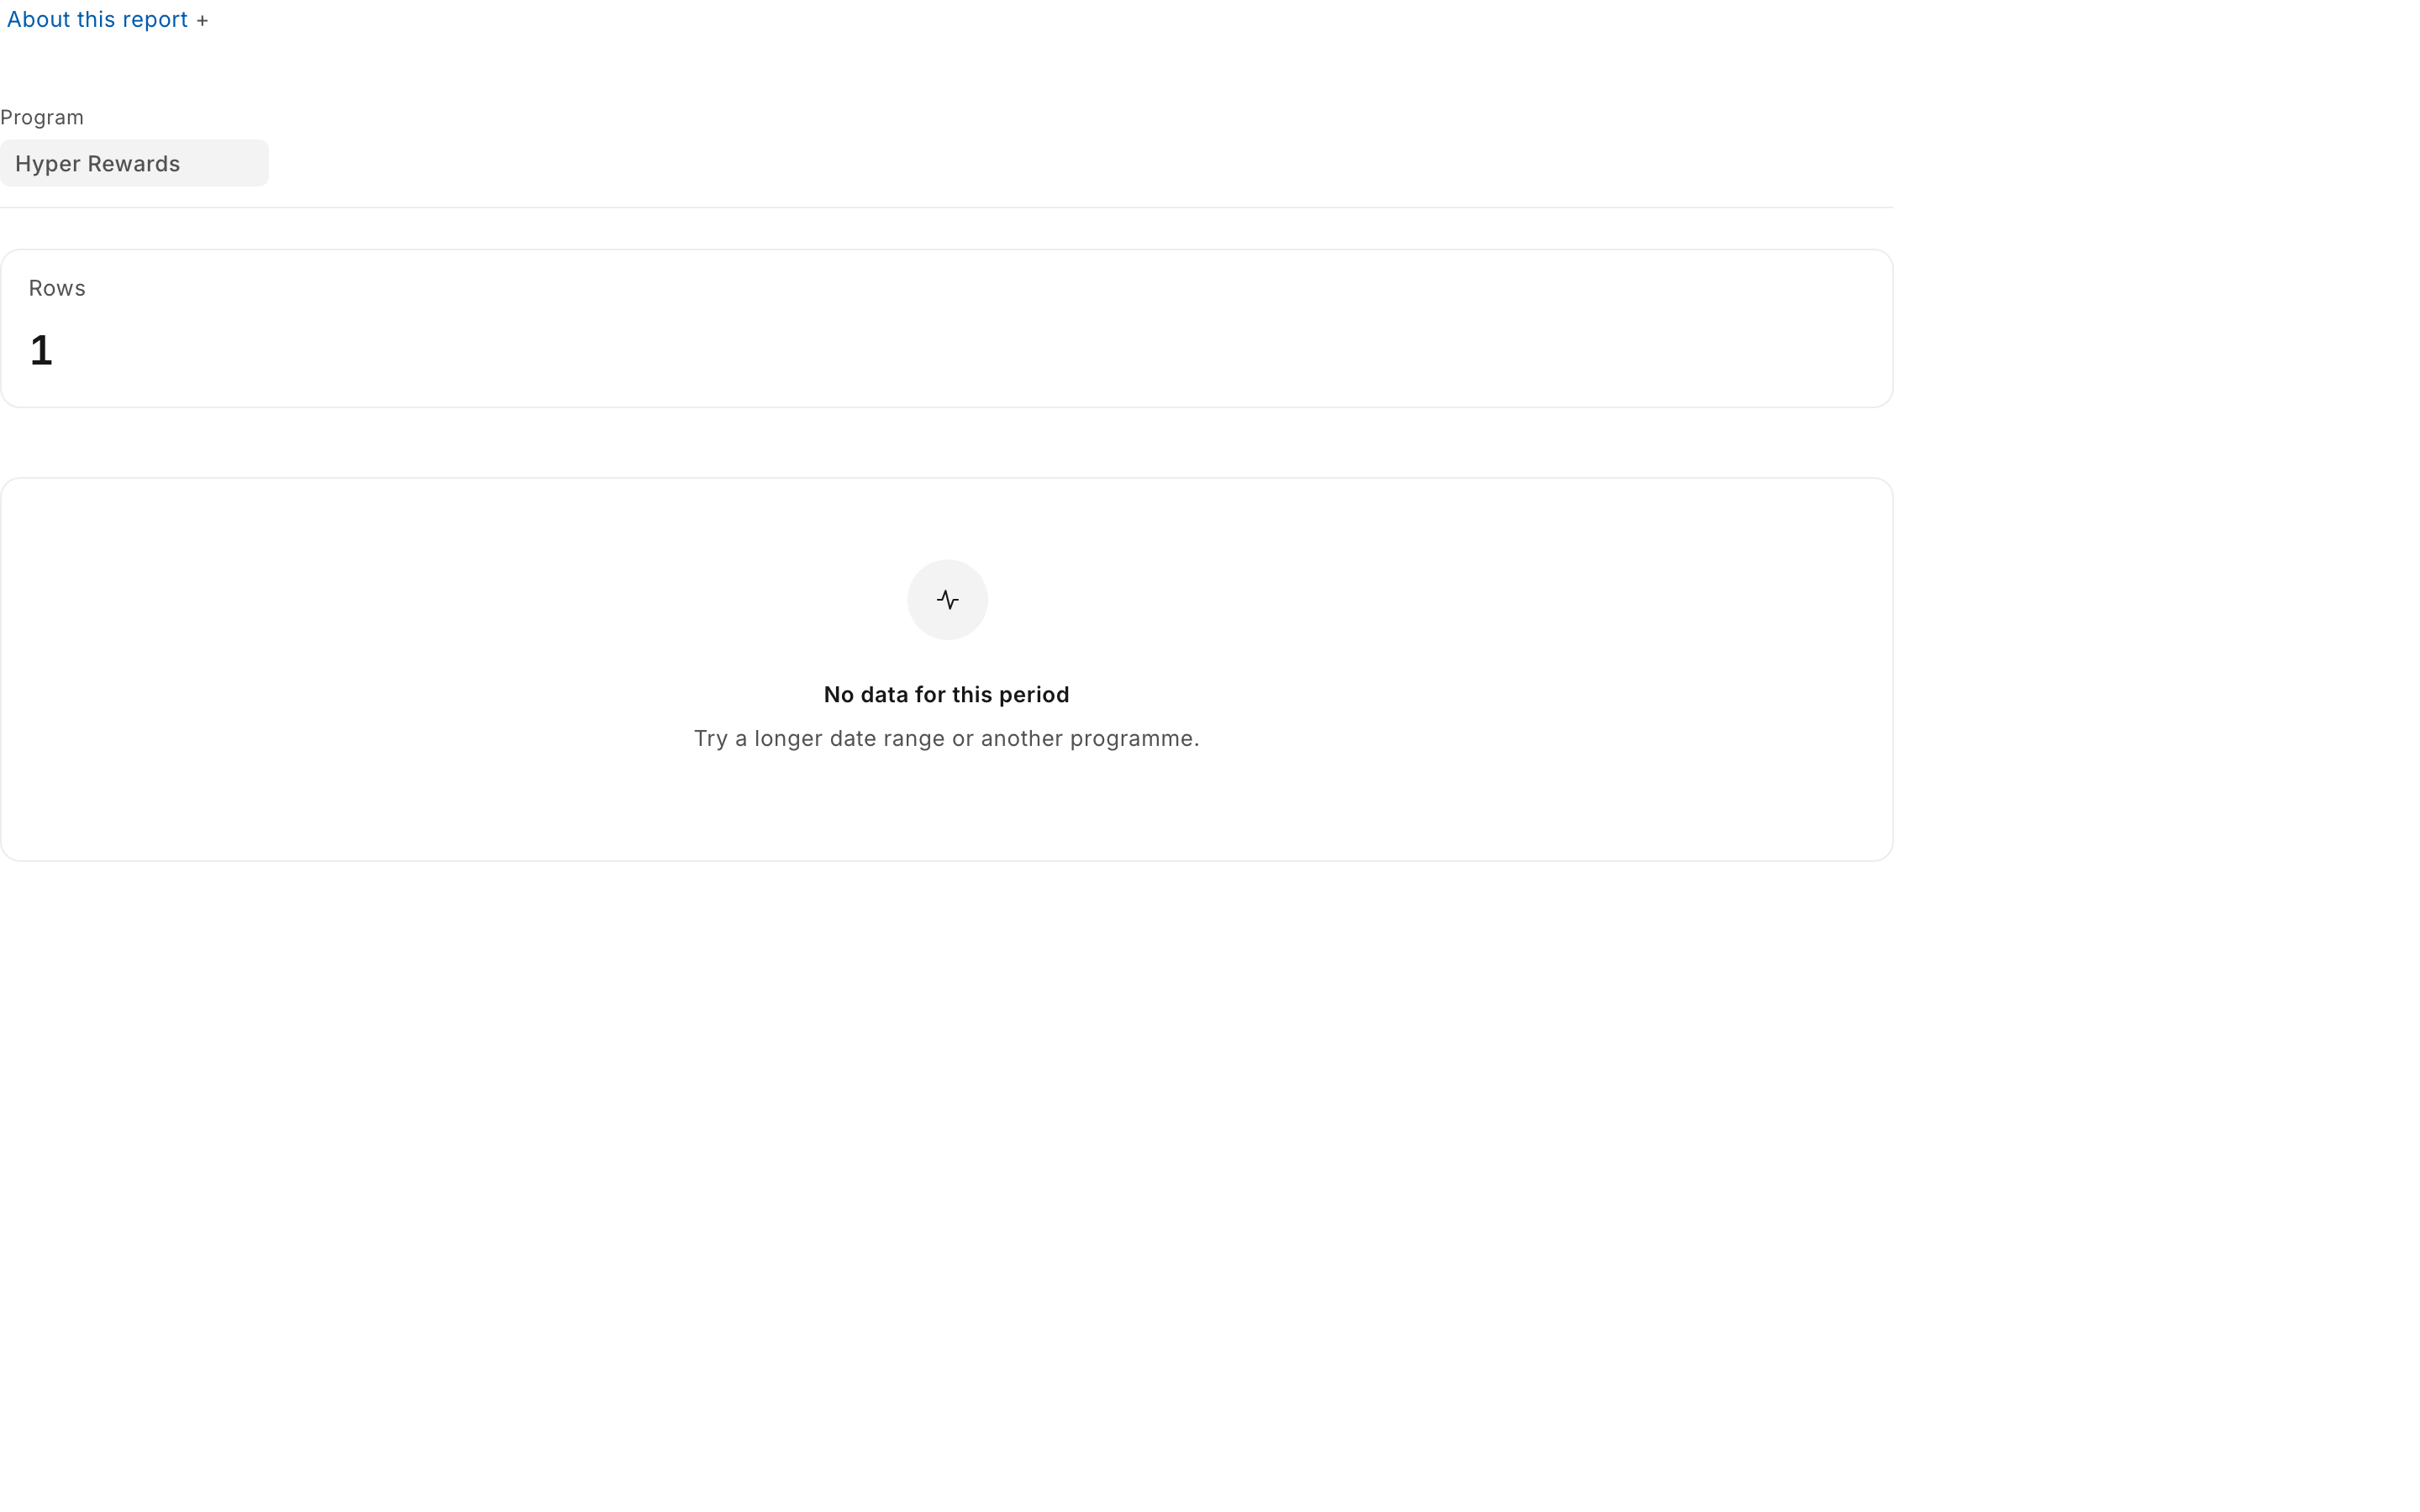 About this report +
Program
Hyper Rewards
Rows
1
No data for this period
Try a longer date range or another programme.